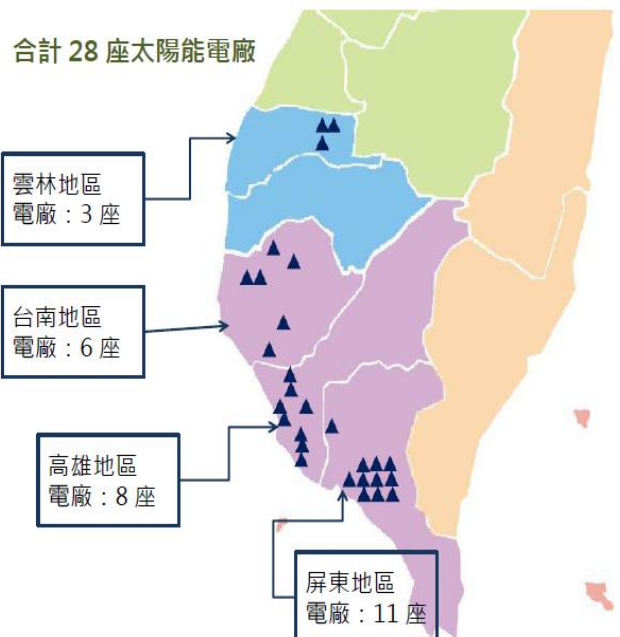 合計 28 座太陽能電廠
雲林地區
電廠：3 座
台南地區
電廠：6 座
高雄地區
電廠：8 座
屏東地區
電廠：11 座